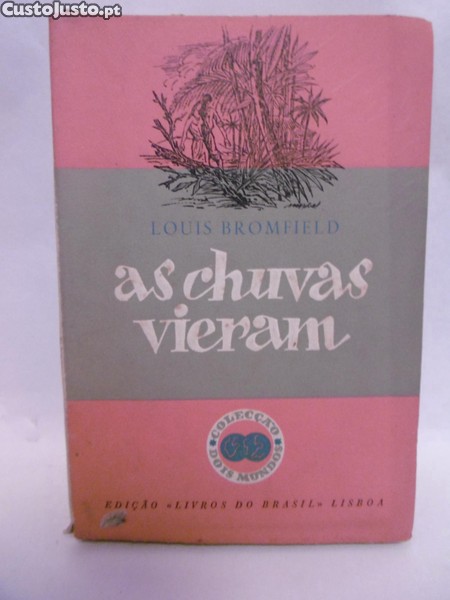 CustoJusto.pt
LOUIS BROMFIELD
as chuvas
vieram
COLECÇÃO
DOIS MUNDOS
EDIÇÃO «LIVROS DO BRASIL» LISBOA